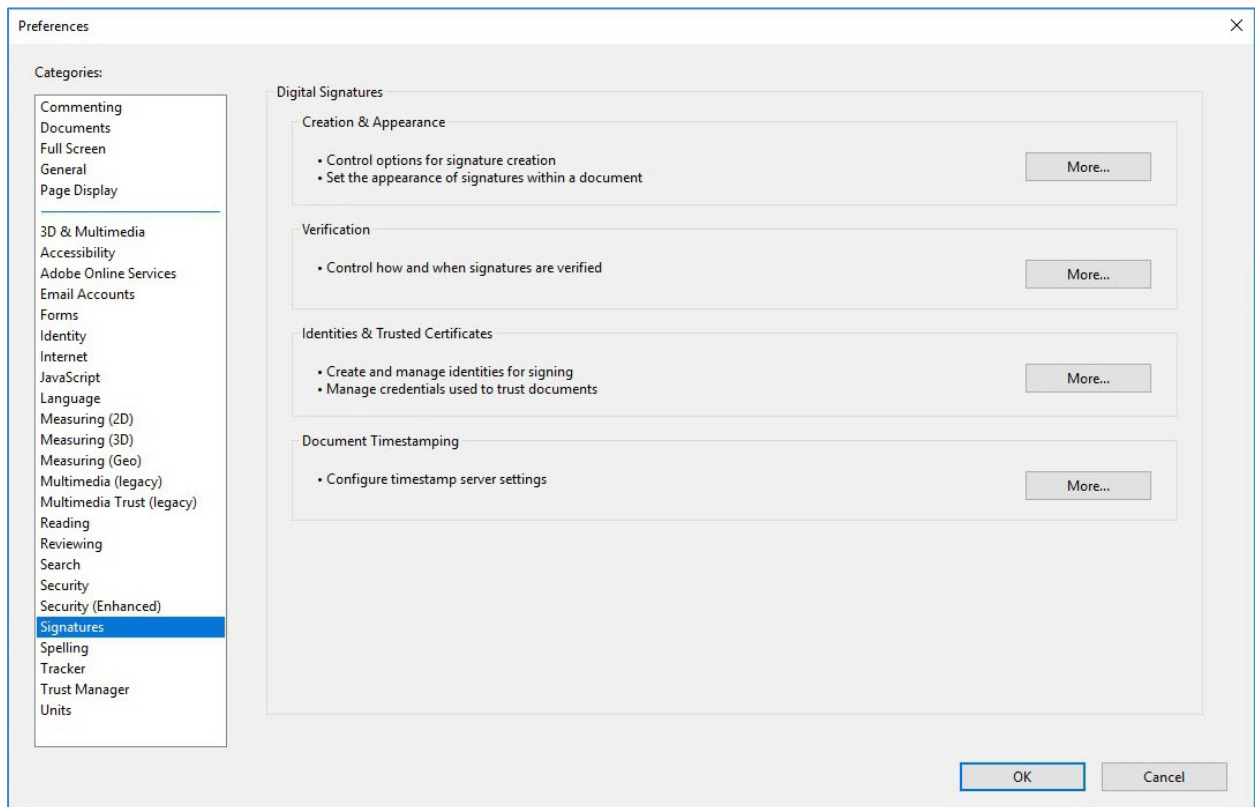 Preferences
Categories:
Commenting
Documents
Full Screen
General
Page Display
3D & Multimedia
Accessibility
Adobe Online Services
Email Accounts
Forms
Identity
Internet
JavaScript
Language
Measuring (2D)
Measuring (3D)
Measuring (Geo)
Multimedia (legacy)
Multimedia Trust (legacy)
Reading
Reviewing
Search
Security
Security (Enhanced)
Signatures
Spelling
Tracker
Trust Manager
Units
Digital Signatures
Creation & Appearance
• Control options for signature creation
• Set the appearance of signatures within a document
More...
Verification
• Control how and when signatures are verified
More...
Identities & Trusted Certificates
• Create and manage identities for signing
• Manage credentials used to trust documents
More...
Document Timestamping
• Configure timestamp server settings
More...
OK
Cancel